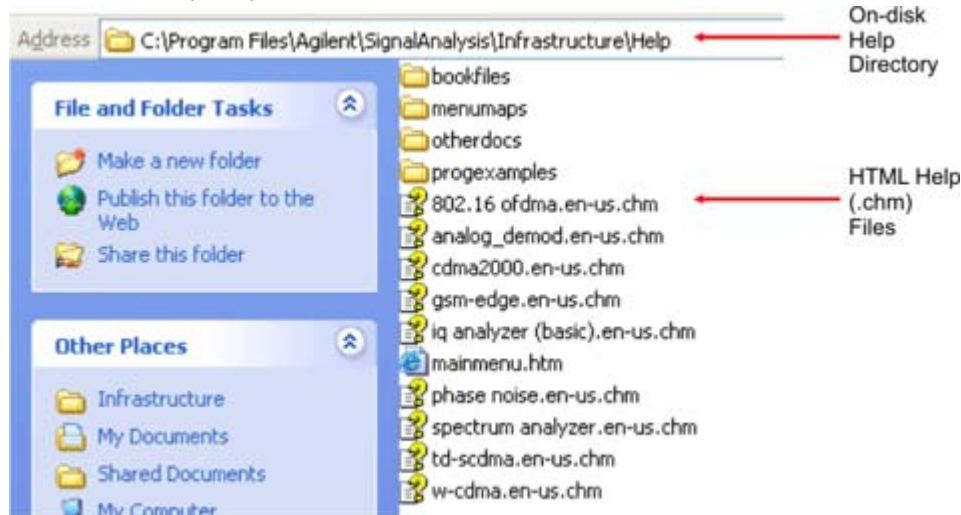 Address C:\Program Files\Agilent\SignalAnalysis\Infrastructure\Help
On-disk
Help
Directory
File and Folder Tasks
Make a new folder
Publish this folder to the
Web
Share this folder
Other Places
Infrastructure
My Documents
Shared Documents
My Computer
bookfiles
menumaps
otherdocs
progexamples
802.16 ofdma.en-us.chm
analog_demod.en-us.chm
cdma2000.en-us.chm
gsm-edge.en-us.chm
iq analyzer (basic).en-us.chm
mainmenu.htm
phase noise.en-us.chm
spectrum analyzer.en-us.chm
td-scdma.en-us.chm
w-cdma.en-us.chm
HTML Help
(.chm)
Files